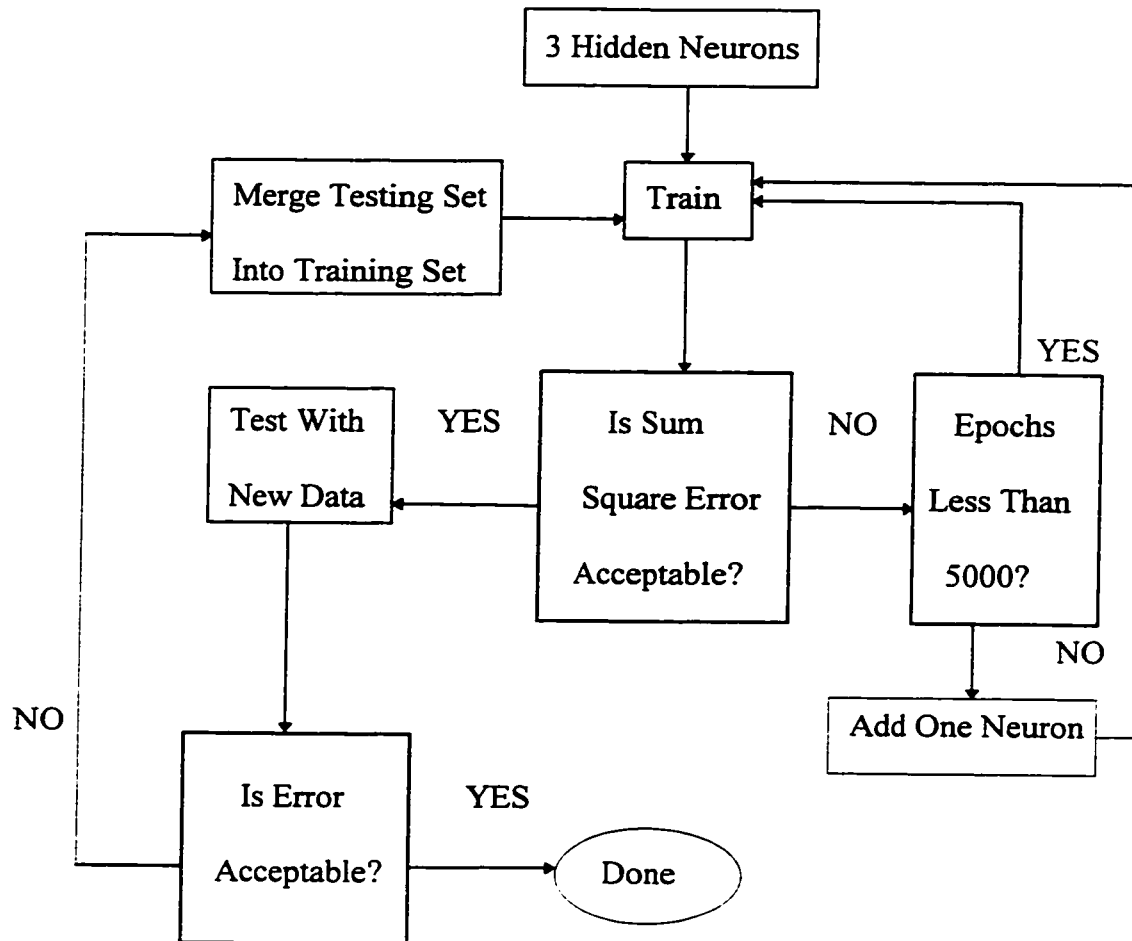 3 Hidden Neurons
Merge Testing Set
Into Training Set
Train
YES
Test With
New Data
YES
Is Sum
Square Error
Acceptable?
NO
Epochs
Less Than
5000?
NO
Add One Neuron
NO
Is Error
Acceptable?
YES
Done